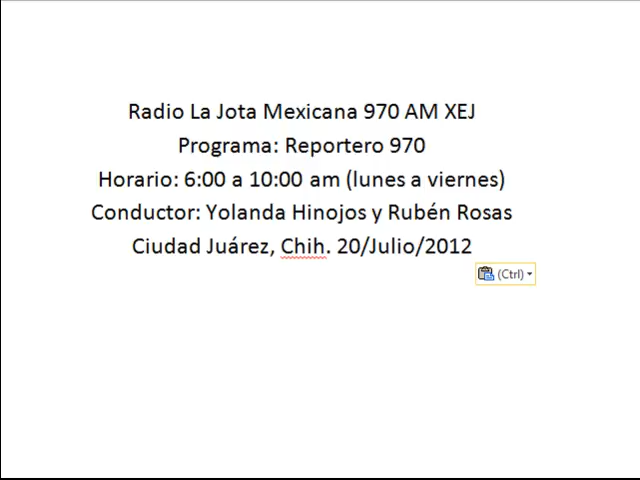 Radio La Jota Mexicana 970 AM XEJ
Programa: Reportero 970
Horario: 6:00 a 10:00 am (lunes a viernes)
Conductor: Yolanda Hinojos y Rubén Rosas
Ciudad Juárez, Chih. 20/Julio/2012
(Ctrl)